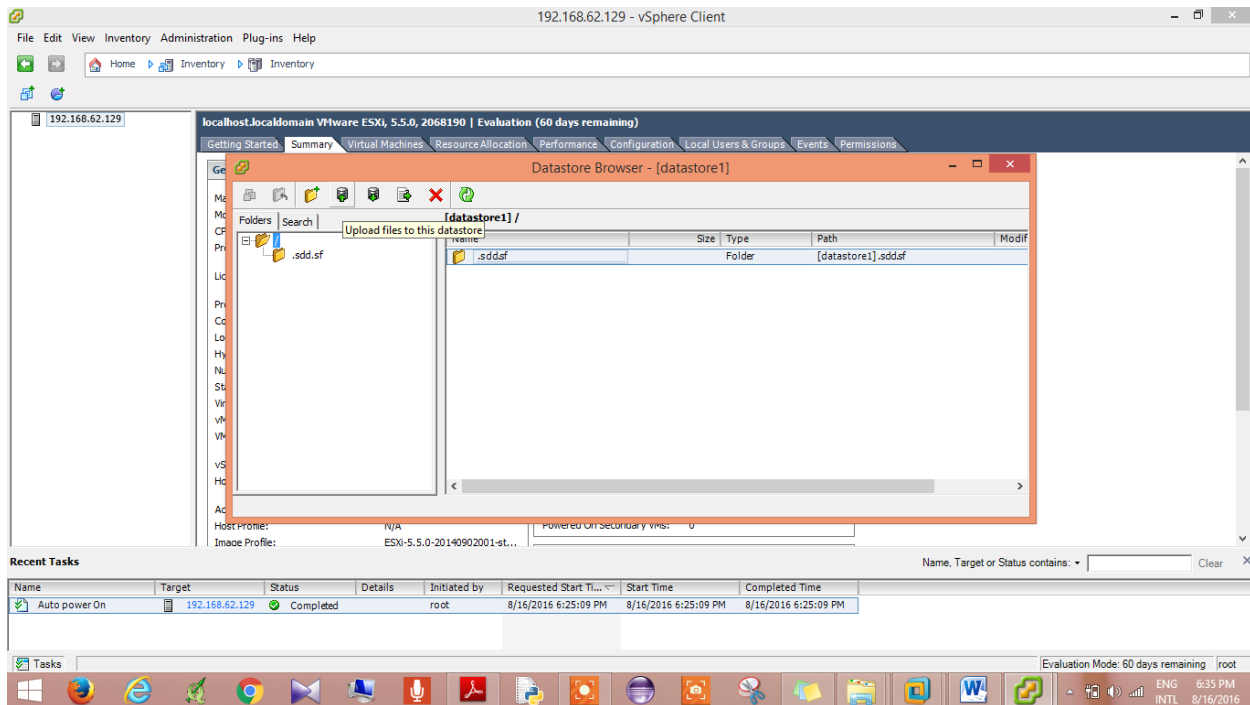 192.168.62.129 - vSphere Client
File Edit View Inventory Administration Plug-ins Help
Home Inventory Inventory
192.168.62.129
localhost.localdomain VMware ESXi, 5.5.0, 2068190 | Evaluation (60 days remaining)
Getting Started Summary Virtual Machines Resource Allocation Performance Configuration Local Users & Groups Events Permissions
Datastore Browser - [datastore1]
Folders Search
[datastore1] /
Upload files to this datastore
Name Size Type Path Modif
/
.sdd.sf
.sdd.sf Folder [datastore1] .sdd.sf
Host Profile: N/A
Powered On Secondary VMs: 0
Image Profile: ESXi-5.5.0-20140902001-st...
Recent Tasks
Name, Target or Status contains: Clear
Name Target Status Details Initiated by Requested Start Ti... Start Time Completed Time
Auto power On 192.168.62.129 Completed root 8/16/2016 6:25:09 PM 8/16/2016 6:25:09 PM 8/16/2016 6:25:09 PM
Tasks
Evaluation Mode: 60 days remaining root
ENG 6:35 PM
INTL 8/16/2016